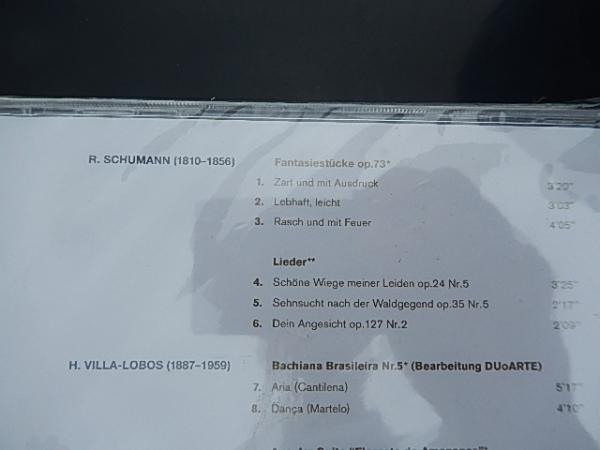 R. SCHUMANN (1810–1856) Fantasiestücke op.73*
1. Zart und mit Ausdruck 3'20"
2. Lebhaft, leicht 3'03"
3. Rasch und mit Feuer 4'05"
Lieder**
4. Schöne Wiege meiner Leiden op.24 Nr.5 3'25"
5. Sehnsucht nach der Waldgegend op.35 Nr.5 2'17"
6. Dein Angesicht op.127 Nr.2 2'09"
H. VILLA-LOBOS (1887–1959) Bachiana Brasileira Nr.5* (Bearbeitung DUoARTE)
7. Aria (Cantilena) 5'17"
8. Dança (Martelo) 4'10"